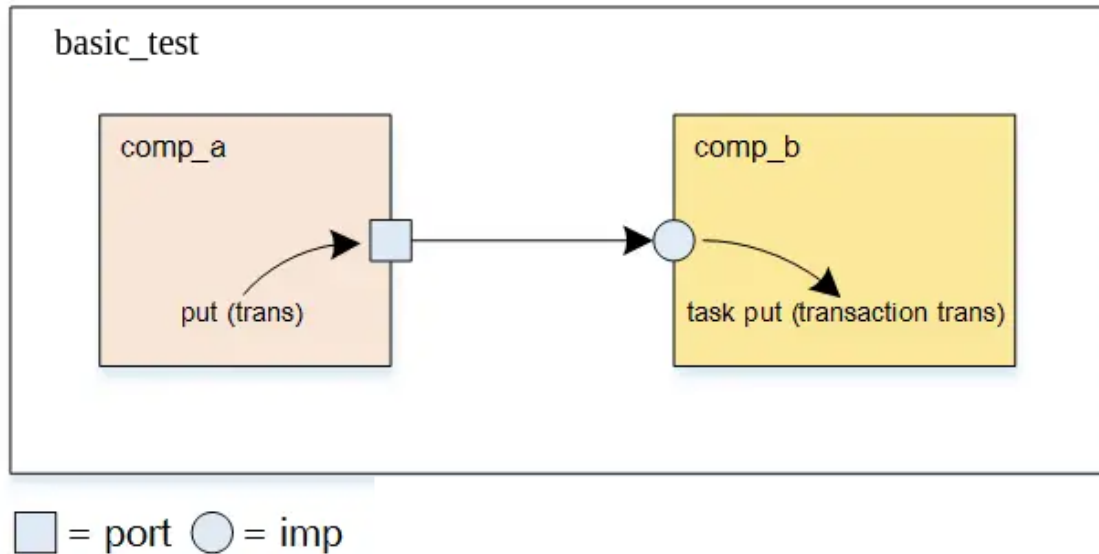 basic_test
comp_a
comp_b
put (trans)
task put (transaction trans)
= port
= imp